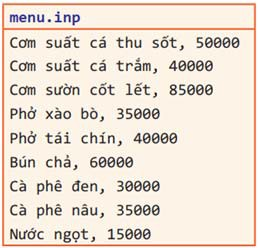 menu.inp
Cơm suất cá thu sốt, 50000
Cơm suất cá trắm, 40000
Cơm sườn cốt lết, 85000
Phở xào bò, 35000
Phở tái chín, 40000
Bún chả, 60000
Cà phê đen, 30000
Cà phê nâu, 35000
Nước ngọt, 15000